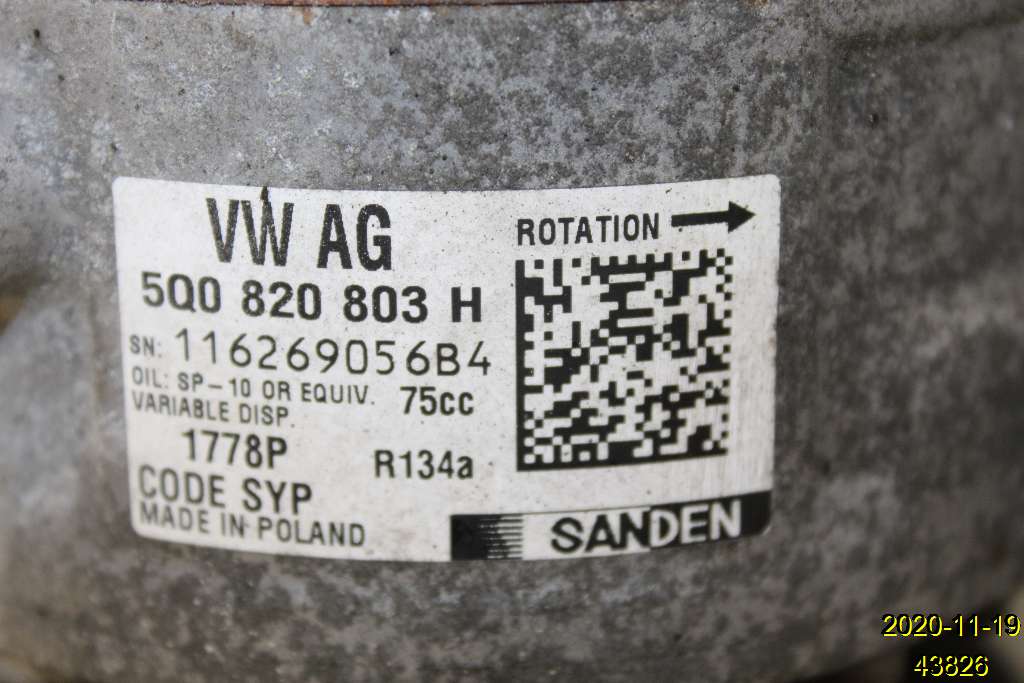 VW AG
ROTATION
5Q0 820 803 H
SN: 116269056B4
OIL: SP-10 OR EQUIV. 75cc
VARIABLE DISP.
1778P R134a
CODE SYP
MADE IN POLAND
SANDEN
2020-11-19
43826